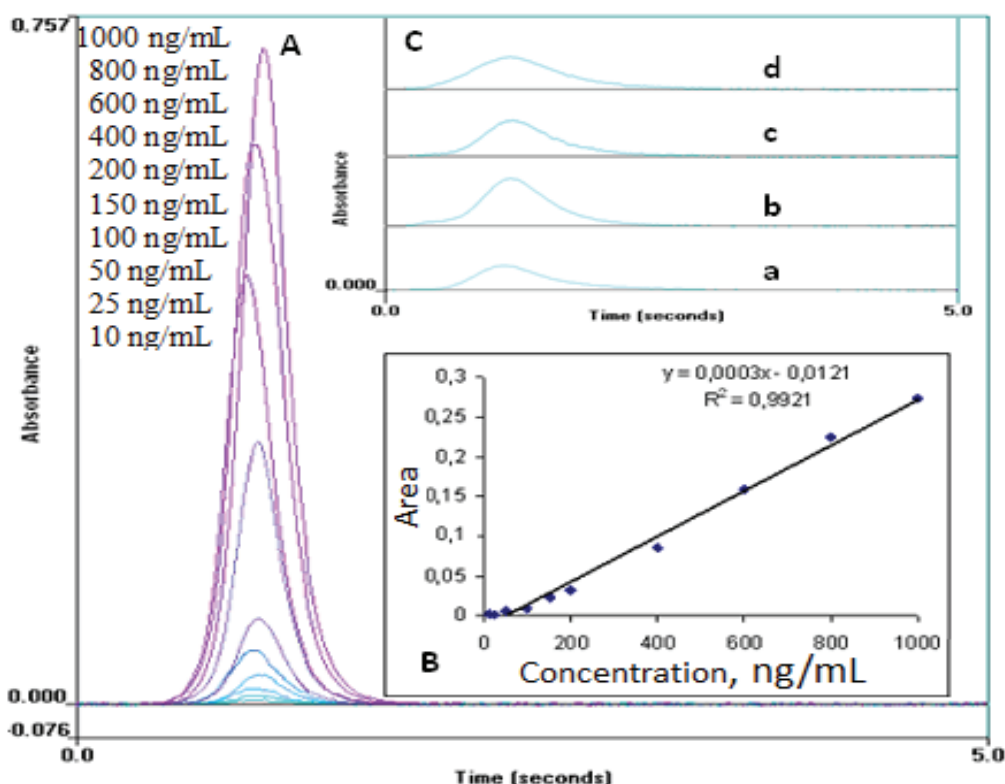 0.757
1000 ng/mL
800 ng/mL
600 ng/mL
400 ng/mL
200 ng/mL
150 ng/mL
100 ng/mL
50 ng/mL
25 ng/mL
10 ng/mL
A
Absorbance
0.000
-0.076
0.0
5.0
Time (seconds)
C
d
c
b
a
Absorbance
0.000
0.0
5.0
Time (seconds)
y = 0,0003x - 0,0121
R² = 0,9921
0,3
0,25
0,2
0,15
0,1
0,05
0
Area
0 200 400 600 800 1000
B
Concentration, ng/mL